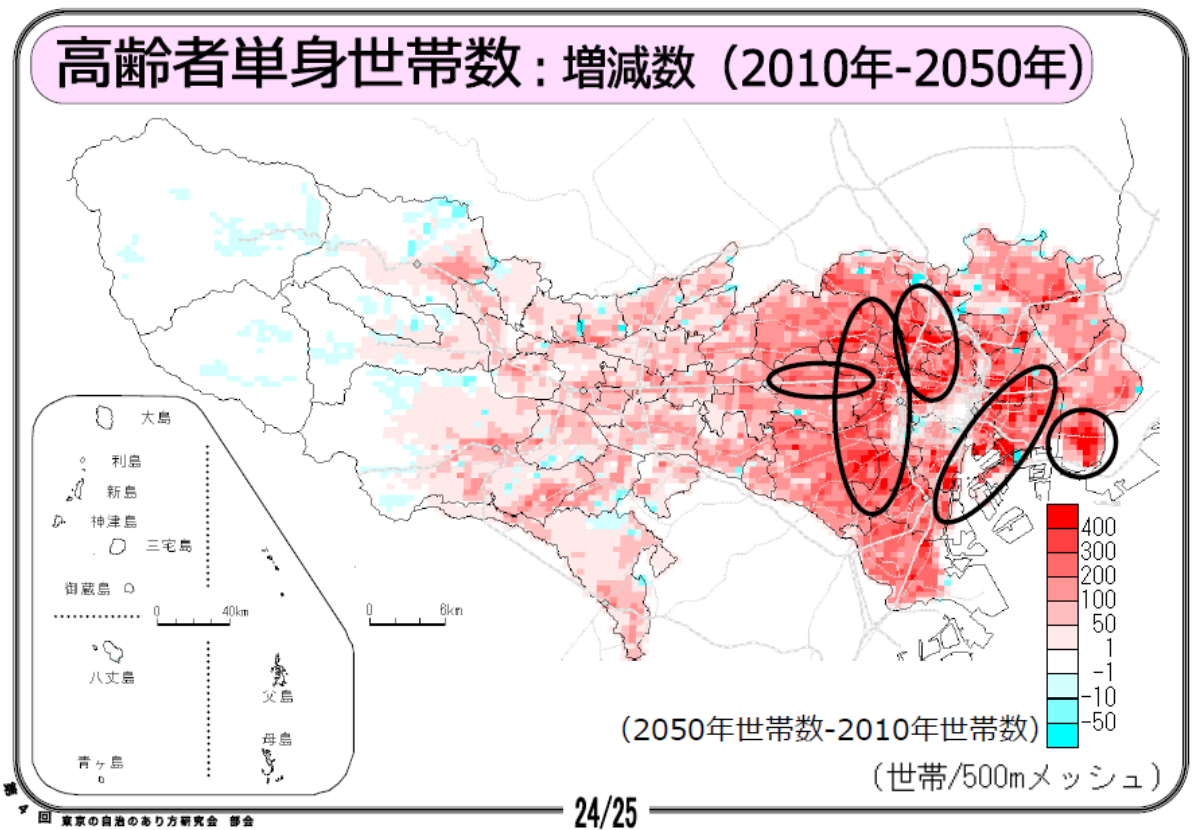 高齢者単身世帯数：増減数（2010年-2050年）
大島
利島
新島
神津島
三宅島
御蔵島
0 40km
0 6km
八丈島
父島
母島
青ヶ島
400
300
200
100
50
1
-1
-10
-50
（2050年世帯数-2010年世帯数）
（世帯/500mメッシュ）
第4回 東京の自治のあり方研究会 部会
24/25